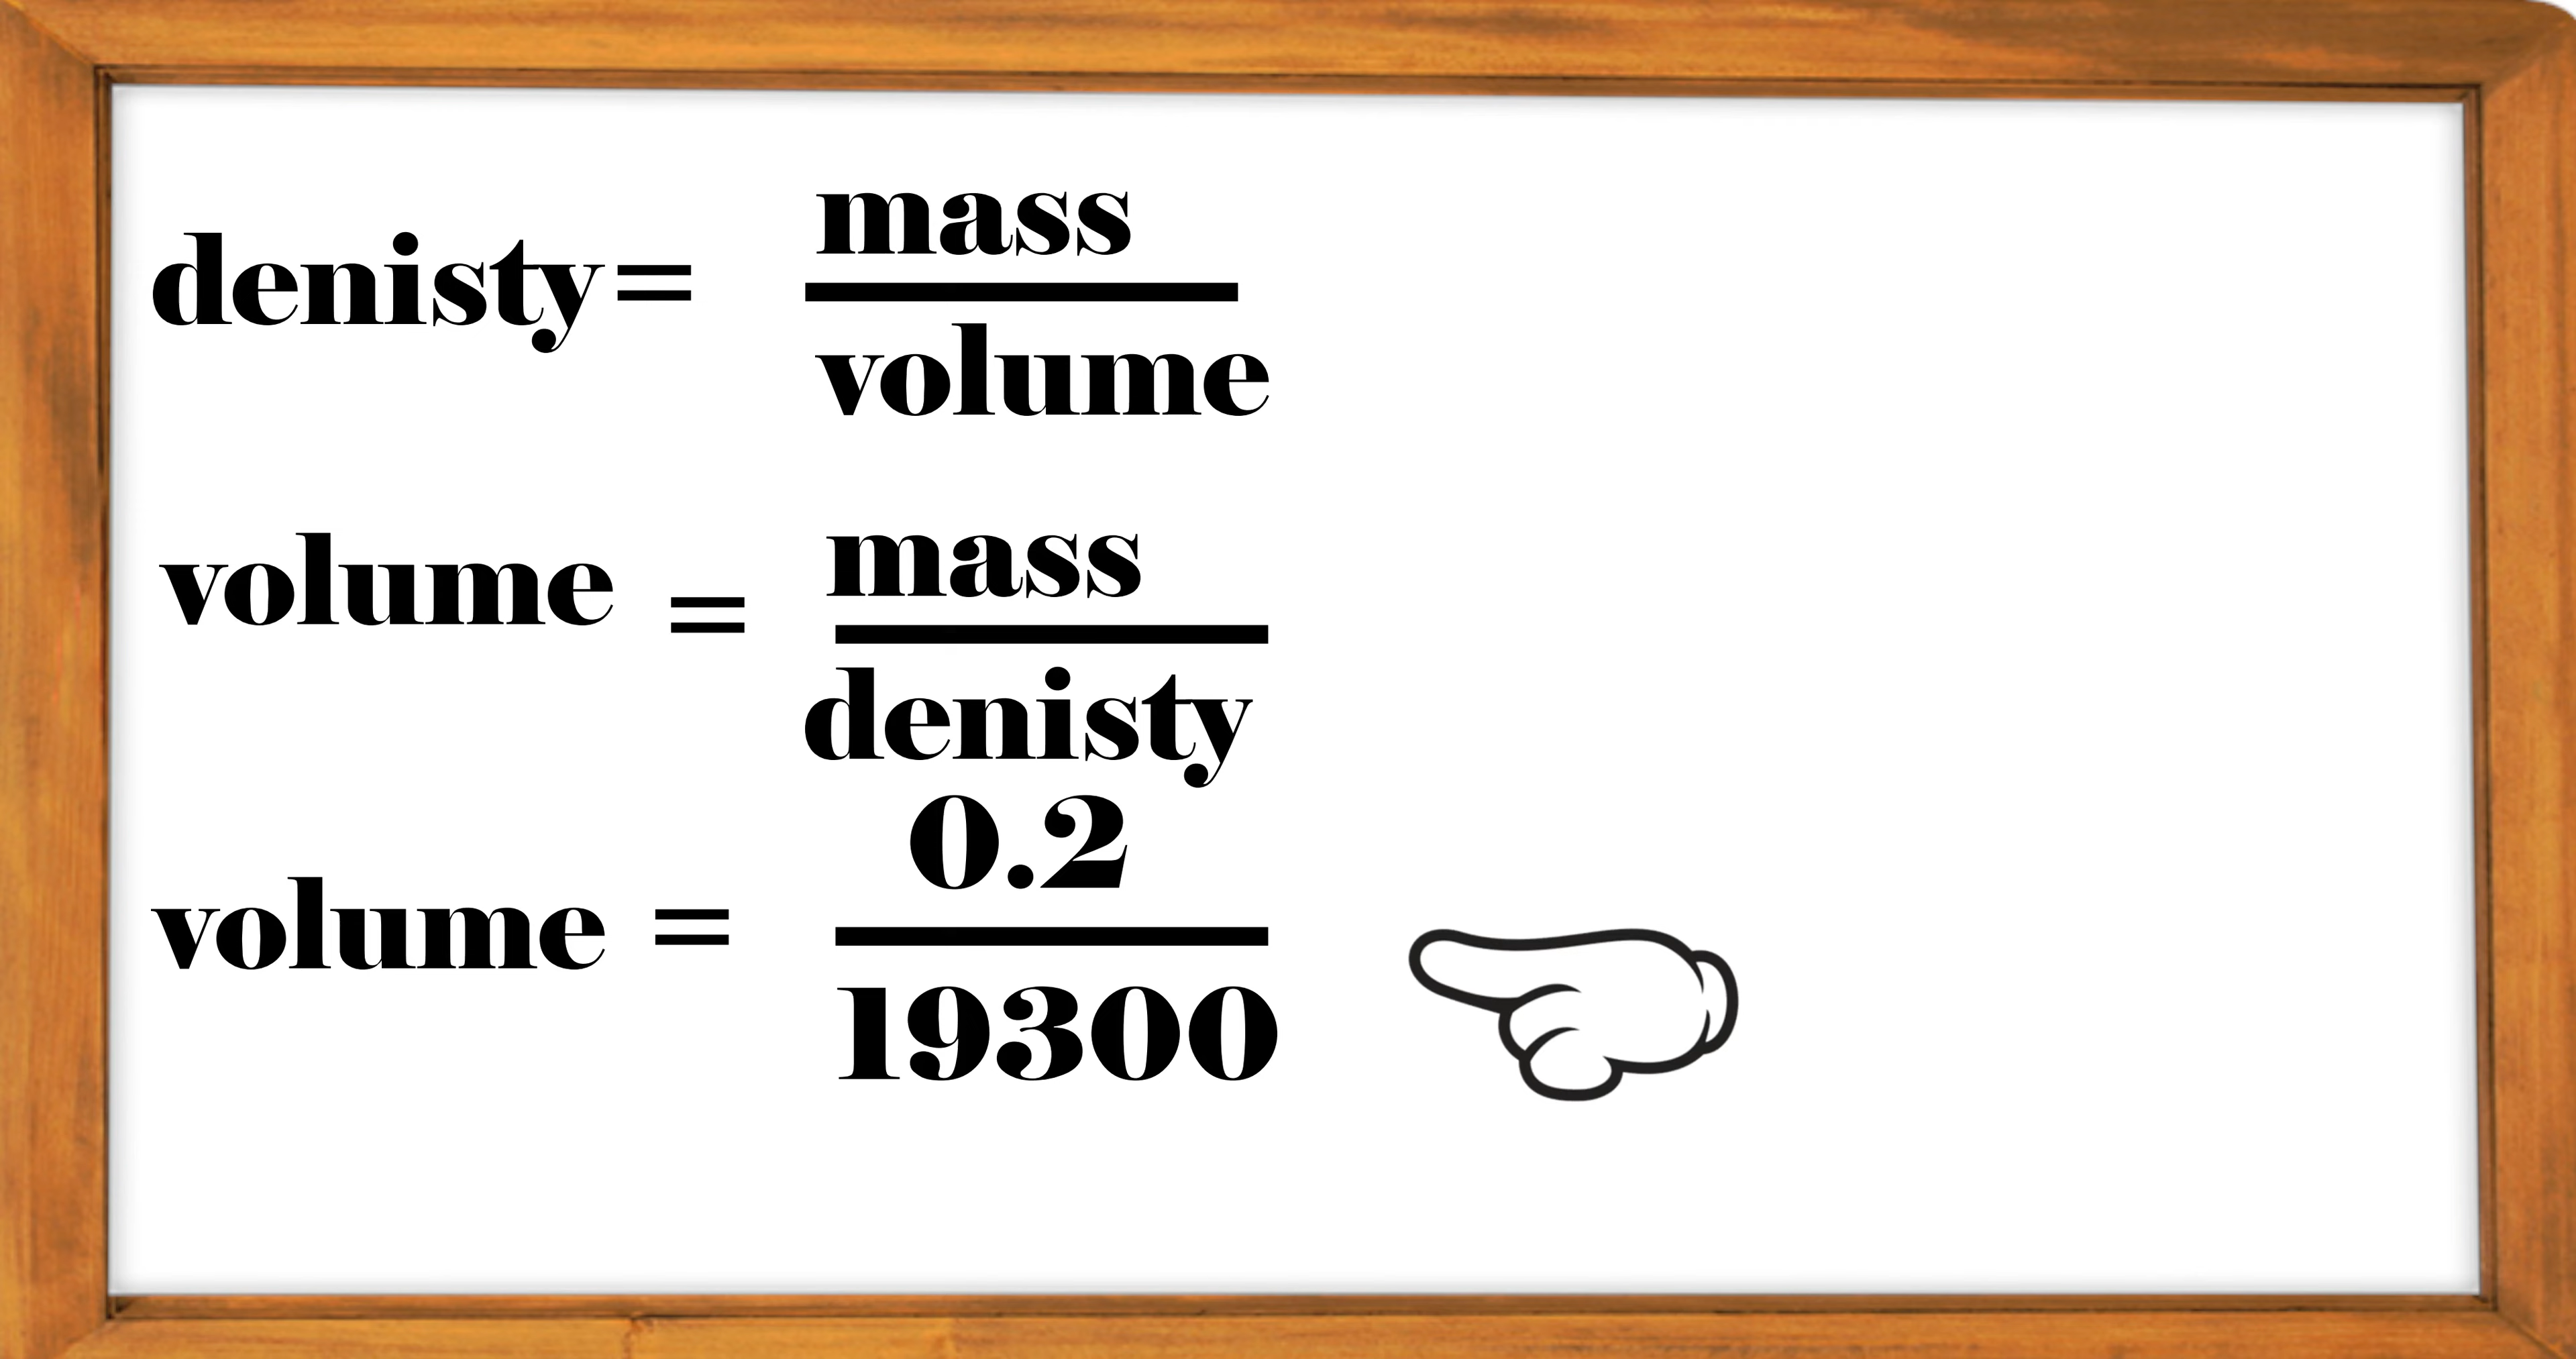 denisty= mass
volume
volume = mass
denisty
volume = 0.2
19300